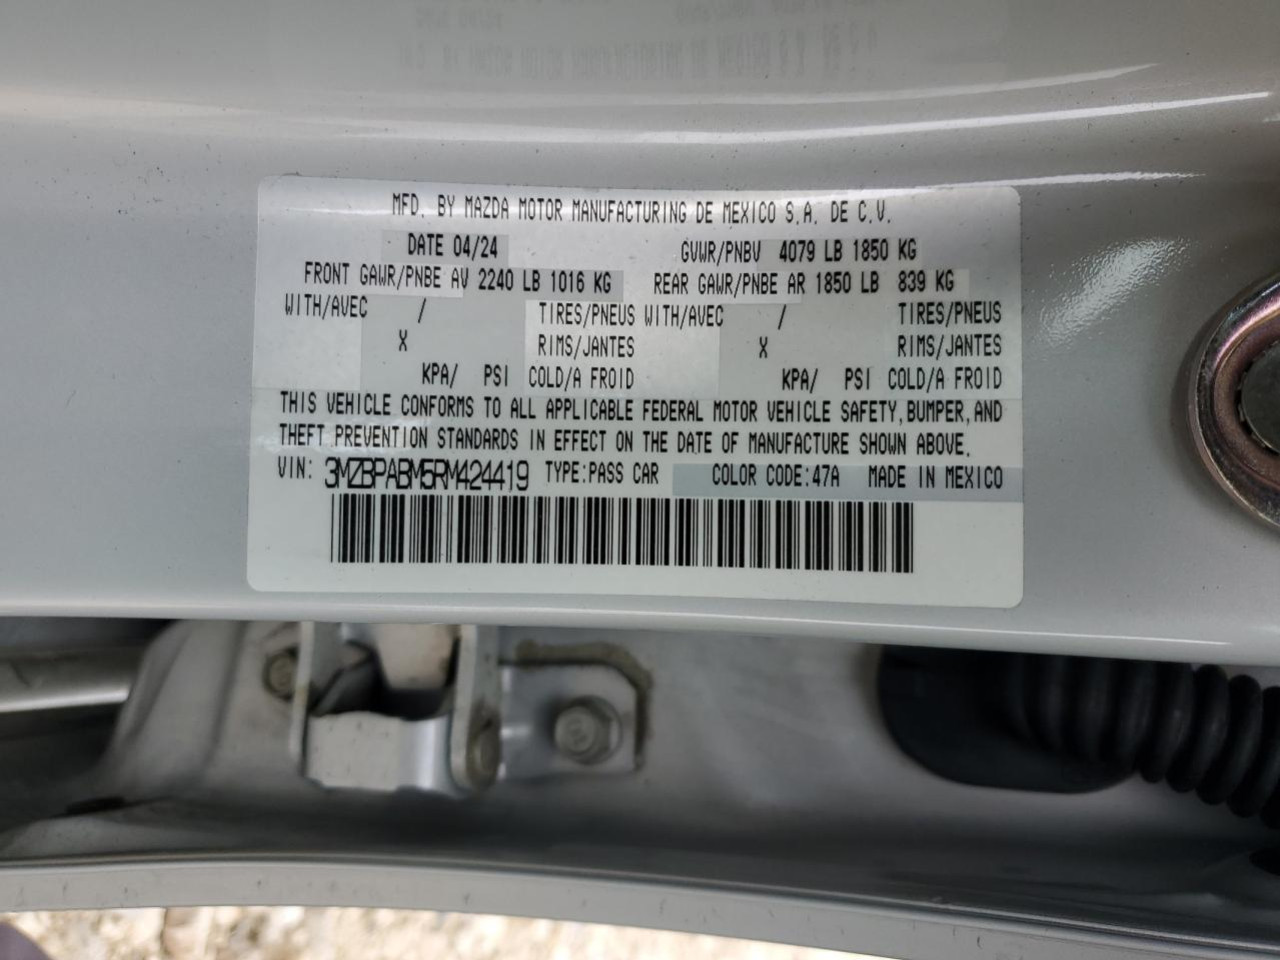 MFD. BY MAZDA MOTOR MANUFACTURING DE MEXICO S.A. DE C.V.
DATE 04/24 GVWR/PNBV 4079 LB 1850 KG
FRONT GAWR/PNBE AV 2240 LB 1016 KG REAR GAWR/PNBE AR 1850 LB 839 KG
WITH/AVEC / TIRES/PNEUS WITH/AVEC / TIRES/PNEUS
X RIMS/JANTES X RIMS/JANTES
KPA/ PSI COLD/A FROID KPA/ PSI COLD/A FROID
THIS VEHICLE CONFORMS TO ALL APPLICABLE FEDERAL MOTOR VEHICLE SAFETY, BUMPER, AND
THEFT PREVENTION STANDARDS IN EFFECT ON THE DATE OF MANUFACTURE SHOWN ABOVE.
VIN: 3MZBPABM5RM424419 TYPE:PASS CAR COLOR CODE:47A MADE IN MEXICO